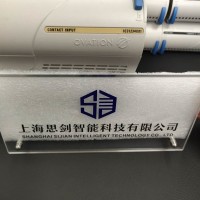 OVATION
CONTACT INPUT
上海思剑智能科技有限公司
SHANGHAI SIJIAN INTELLIGENT TECHNOLOGY CO.,LTD